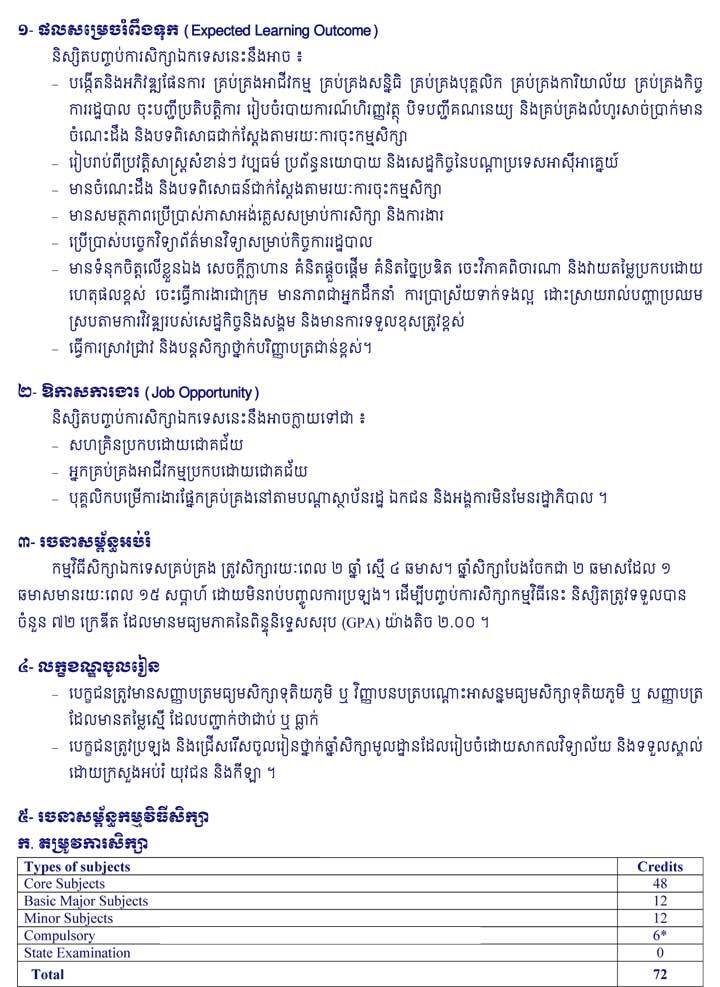 ១- ផលសម្រេចរំពឹងទុក (Expected Learning Outcome)
និស្សិតបញ្ចប់ការសិក្សាឯកទេសនេះនឹងអាច ៖
– បង្កើតនិងអភិវឌ្ឍផែនការ គ្រប់គ្រងអាជីវកម្ម គ្រប់គ្រងសន្និធិ គ្រប់គ្រងបុគ្គលិក គ្រប់គ្រងការិយាល័យ គ្រប់គ្រងកិច្ច
ការរដ្ឋបាល ចុះបញ្ជីប្រតិបត្តិការ រៀបចំរបាយការណ៍ហិរញ្ញវត្ថុ បិទបញ្ជីគណនេយ្យ និងគ្រប់គ្រងលំហូរសាច់ប្រាក់មាន
ចំណេះដឹង និងបទពិសោធជាក់ស្តែងតាមរយៈការចុះកម្មសិក្សា
– រៀបរាប់ពីប្រវត្តិសាស្ត្រសំខាន់ៗ វប្បធម៌ ប្រព័ន្ធនយោបាយ និងសេដ្ឋកិច្ចនៃបណ្តាប្រទេសអាស៊ីអាគ្នេយ៍
– មានចំណេះដឹង និងបទពិសោធន៍ជាក់ស្តែងតាមរយៈការចុះកម្មសិក្សា
– មានសមត្ថភាពប្រើប្រាស់ភាសាអង់គ្លេសសម្រាប់ការសិក្សា និងការងារ
– ប្រើប្រាស់បច្ចេកវិទ្យាព័ត៌មានវិទ្យាសម្រាប់កិច្ចការរដ្ឋបាល
– មានទំនុកចិត្តលើខ្លួនឯង សេចក្តីក្លាហាន គំនិតផ្តួចផ្តើម គំនិតច្នៃប្រឌិត ចេះវិភាគពិចារណា និងវាយតម្លៃប្រកបដោយ
ហេតុផលខ្ពស់ ចេះធ្វើការងារជាក្រុម មានភាពជាអ្នកដឹកនាំ ការប្រាស្រ័យទាក់ទងល្អ ដោះស្រាយរាល់បញ្ហាប្រឈម
ស្របតាមការវិវឌ្ឍរបស់សេដ្ឋកិច្ចនិងសង្គម និងមានការទទួលខុសត្រូវខ្ពស់
– ធ្វើការស្រាវជ្រាវ និងបន្តសិក្សាថ្នាក់បរិញ្ញាបត្រជាន់ខ្ពស់។
២- ឱកាសការងារ (Job Opportunity)
និស្សិតបញ្ចប់ការសិក្សាឯកទេសនេះនឹងអាចក្លាយទៅជា ៖
– សហគ្រិនប្រកបដោយជោគជ័យ
– អ្នកគ្រប់គ្រងអាជីវកម្មប្រកបដោយជោគជ័យ
– បុគ្គលិកបម្រើការងារផ្នែកគ្រប់គ្រងនៅតាមបណ្តាស្ថាប័នរដ្ឋ ឯកជន និងអង្គការមិនមែនរដ្ឋាភិបាល ។
៣- រចនាសម្ព័ន្ធអប់រំ
កម្មវិធីសិក្សាឯកទេសគ្រប់គ្រង ត្រូវសិក្សារយៈពេល ២ ឆ្នាំ ស្មើ ៤ ឆមាស។ ឆ្នាំសិក្សាបែងចែកជា ២ ឆមាសដែល ១
ឆមាសមានរយៈពេល ១៥ សប្តាហ៍ ដោយមិនរាប់បញ្ចូលការប្រឡង។ ដើម្បីបញ្ចប់ការសិក្សាកម្មវិធីនេះ និស្សិតត្រូវទទួលបាន
ចំនួន ៧២ ក្រេឌីត ដែលមានមធ្យមភាគនៃពិន្ទុនិទ្ទេសសរុប (GPA) យ៉ាងតិច ២.០០ ។
៤- លក្ខខណ្ឌចូលរៀន
– បេក្ខជនត្រូវមានសញ្ញាបត្រមធ្យមសិក្សាទុតិយភូមិ ឬ វិញ្ញាបនបត្របណ្តោះអាសន្នមធ្យមសិក្សាទុតិយភូមិ ឬ សញ្ញាបត្រ
ដែលមានតម្លៃស្មើ ដែលបញ្ជាក់ថាជាប់ ឬ ធ្លាក់
– បេក្ខជនត្រូវប្រឡង និងជ្រើសរើសចូលរៀនថ្នាក់ឆ្នាំសិក្សាមូលដ្ឋានដែលរៀបចំដោយសាកលវិទ្យាល័យ និងទទួលស្គាល់
ដោយក្រសួងអប់រំ យុវជន និងកីឡា ។
៥- រចនាសម្ព័ន្ធកម្មវិធីសិក្សា
ក. តម្រូវការសិក្សា
Types of subjects Credits
Core Subjects 48
Basic Major Subjects 12
Minor Subjects 12
Compulsory 6*
State Examination 0
Total 72